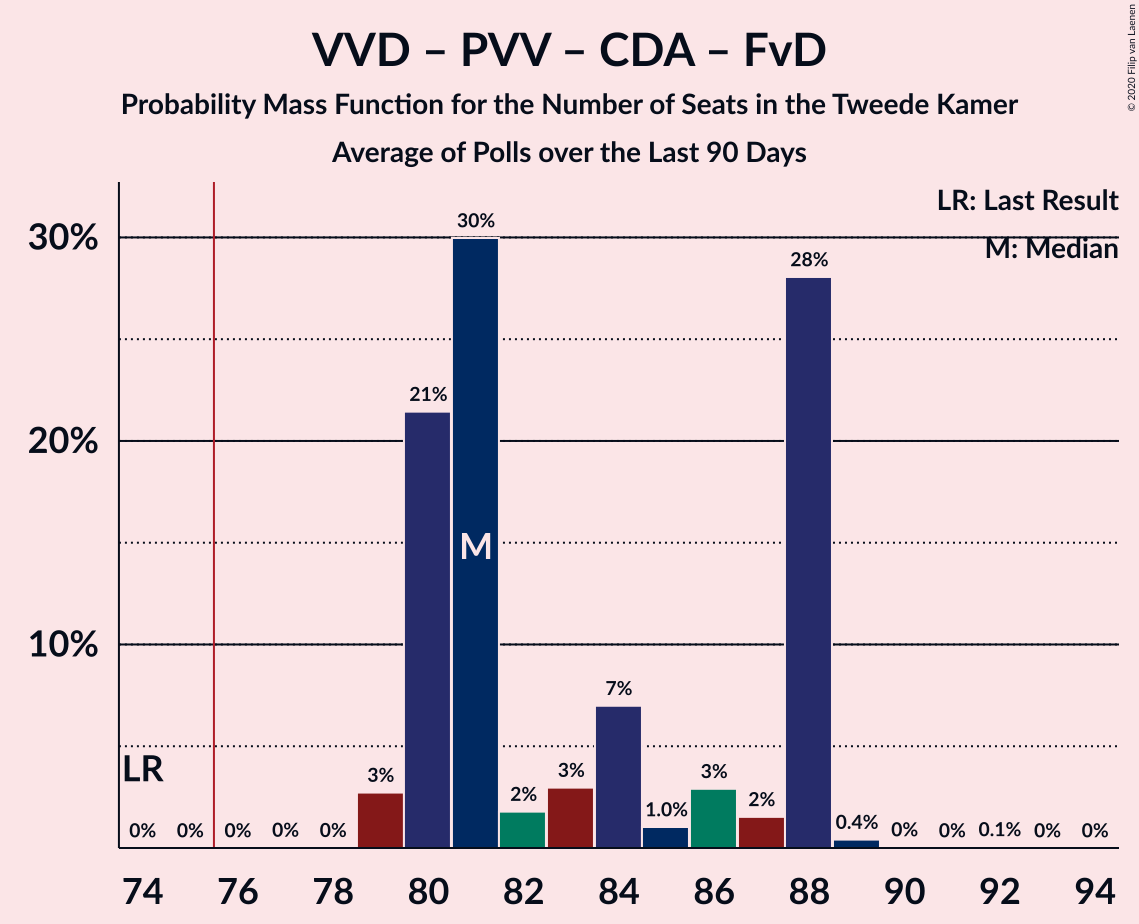 VVD – PVV – CDA – FvD
Probability Mass Function for the Number of Seats in the Tweede Kamer
Average of Polls over the Last 90 Days
© 2020 Filip van Laenen
LR: Last Result
M: Median
30%
20%
10%
LR
M
0% 0% 0% 0% 0% 3% 21% 30% 2% 3% 7% 1.0% 3% 2% 28% 0.4% 0% 0% 0.1% 0% 0%
74 76 78 80 82 84 86 88 90 92 94